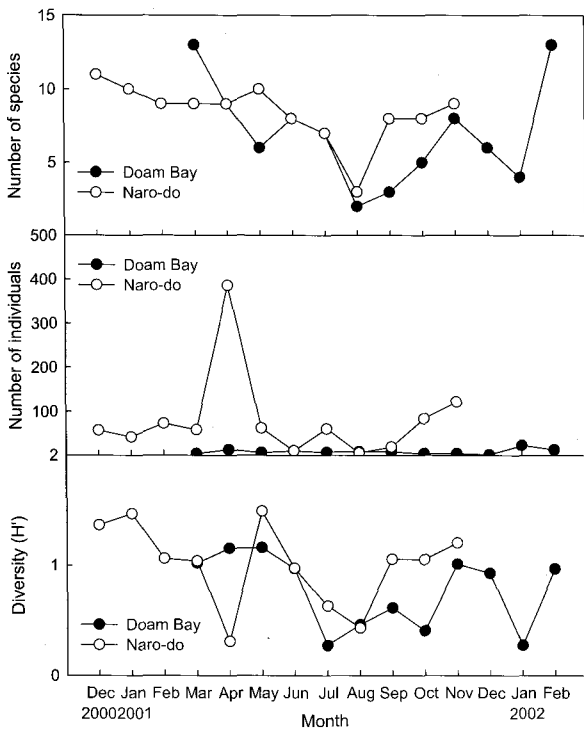 15
10
5
Number of species
Doam Bay
Naro-do
500
400
300
200
100
Number of individuals
Doam Bay
Naro-do
2
1
0
Diversity (H')
Doam Bay
Naro-do
Dec Jan Feb Mar Apr May Jun Jul Aug Sep Oct Nov Dec Jan Feb
20002001 2002
Month